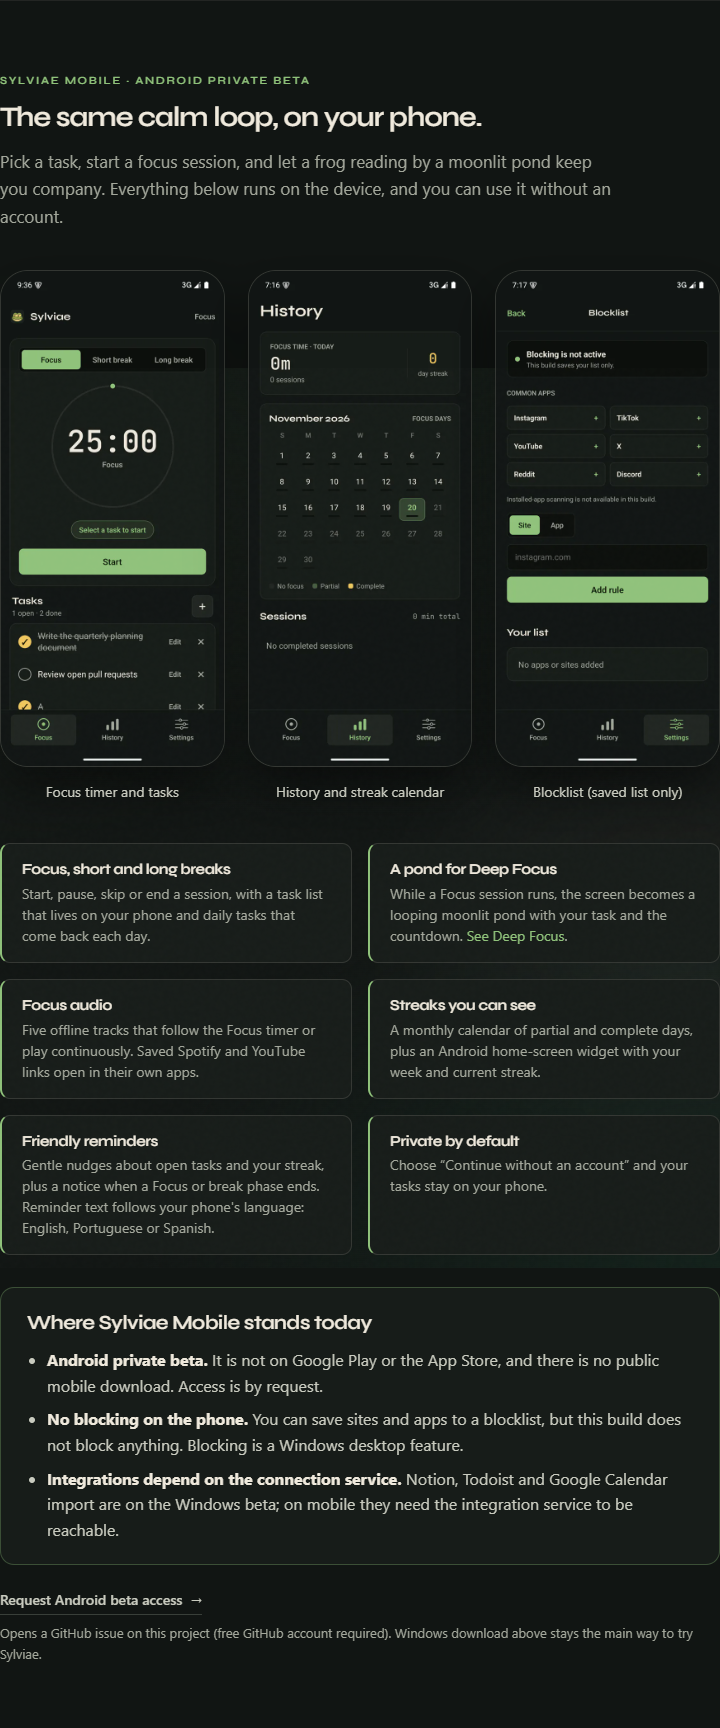 SYLVIAE MOBILE · ANDROID PRIVATE BETA
The same calm loop, on your phone.
Pick a task, start a focus session, and let a frog reading by a moonlit pond keep
you company. Everything below runs on the device, and you can use it without an
account.
9:36 3G
Sylviae Focus
Focus Short break Long break
25:00
Focus
Select a task to start
Start
Tasks
1 open · 2 done
+
Write the quarterly planning
document
Edit ✕
Review open pull requests Edit ✕
A Edit ✕
Focus History Settings
7:16 3G
History
FOCUS TIME · TODAY
0m
0 sessions
0
day streak
November 2026 FOCUS DAYS
S M T W T F S
1 2 3 4 5 6 7
8 9 10 11 12 13 14
15 16 17 18 19 20 21
22 23 24 25 26 27 28
29 30
No focus Partial Complete
Sessions 0 min total
No completed sessions
Focus History Settings
7:17 3G
Back Blocklist
Blocking is not active
This build saves your list only.
COMMON APPS
Instagram + TikTok +
YouTube + X +
Reddit + Discord +
Installed app scanning is not available in this build.
Site App
instagram.com
Add rule
Your list
No apps or sites added
Focus History Settings
Focus timer and tasks
History and streak calendar
Blocklist (saved list only)
Focus, short and long breaks
Start, pause, skip or end a session, with a task list
that lives on your phone and daily tasks that
come back each day.
A pond for Deep Focus
While a Focus session runs, the screen becomes a
looping moonlit pond with your task and the
countdown. See Deep Focus.
Focus audio
Five offline tracks that follow the Focus timer or
play continuously. Saved Spotify and YouTube
links open in their own apps.
Streaks you can see
A monthly calendar of partial and complete days,
plus an Android home-screen widget with your
week and current streak.
Friendly reminders
Gentle nudges about open tasks and your streak,
plus a notice when a Focus or break phase ends.
Reminder text follows your phone's language:
English, Portuguese or Spanish.
Private by default
Choose “Continue without an account” and your
tasks stay on your phone.
Where Sylviae Mobile stands today
• Android private beta. It is not on Google Play or the App Store, and there is no public
mobile download. Access is by request.
• No blocking on the phone. You can save sites and apps to a blocklist, but this build does
not block anything. Blocking is a Windows desktop feature.
• Integrations depend on the connection service. Notion, Todoist and Google Calendar
import are on the Windows beta; on mobile they need the integration service to be
reachable.
Request Android beta access →
Opens a GitHub issue on this project (free GitHub account required). Windows download above stays the main way to try
Sylviae.